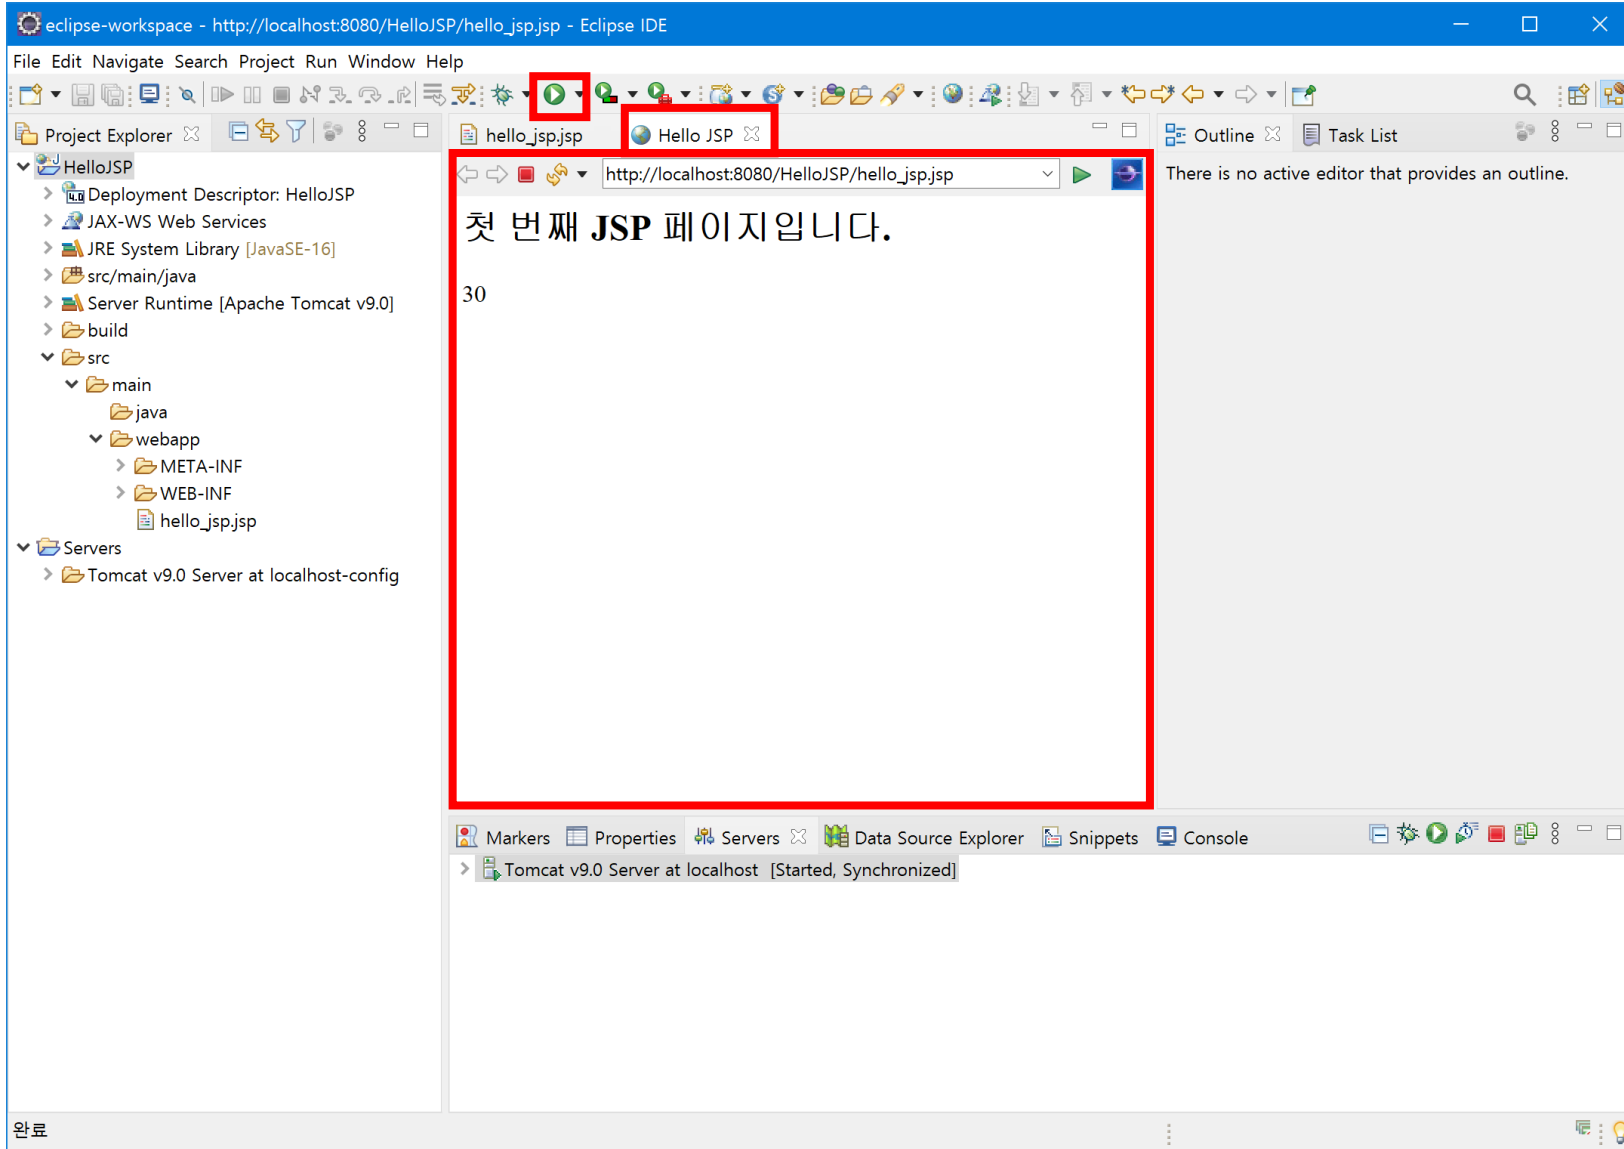 eclipse-workspace - http://localhost:8080/HelloJSP/hello_jsp.jsp - Eclipse IDE
File Edit Navigate Search Project Run Window Help
Project Explorer
HelloJSP
Deployment Descriptor: HelloJSP
JAX-WS Web Services
JRE System Library [JavaSE-16]
src/main/java
Server Runtime [Apache Tomcat v9.0]
build
src
main
java
webapp
META-INF
WEB-INF
hello_jsp.jsp
Servers
Tomcat v9.0 Server at localhost-config
hello_jsp.jsp Hello JSP
http://localhost:8080/HelloJSP/hello_jsp.jsp
첫 번째 JSP 페이지입니다.
30
Outline Task List
There is no active editor that provides an outline.
Markers Properties Servers Data Source Explorer Snippets Console
Tomcat v9.0 Server at localhost [Started, Synchronized]
완료